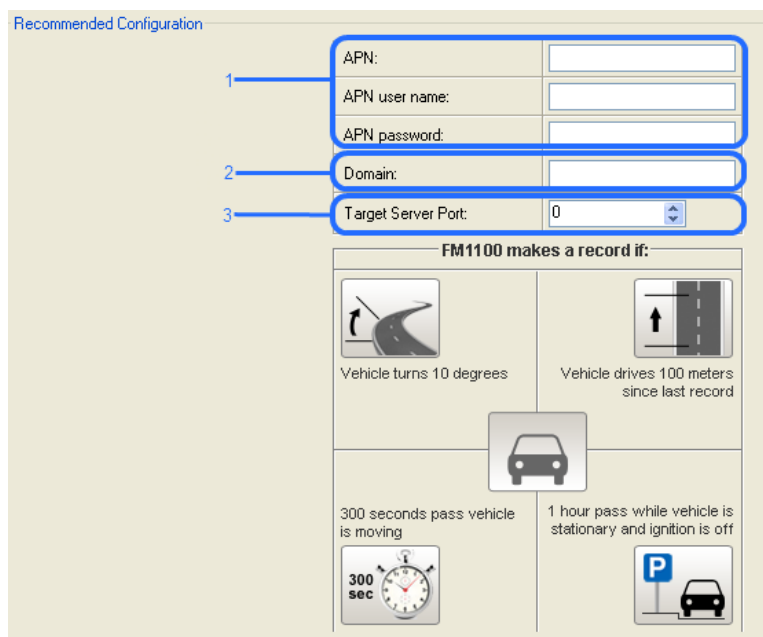 Recommended Configuration
1
APN:
APN user name:
APN password:
2
Domain:
3
Target Server Port:
0
FM1100 makes a record if:
Vehicle turns 10 degrees
Vehicle drives 100 meters
since last record
300 seconds pass vehicle
is moving
1 hour pass while vehicle is
stationary and ignition is off
300
sec
P